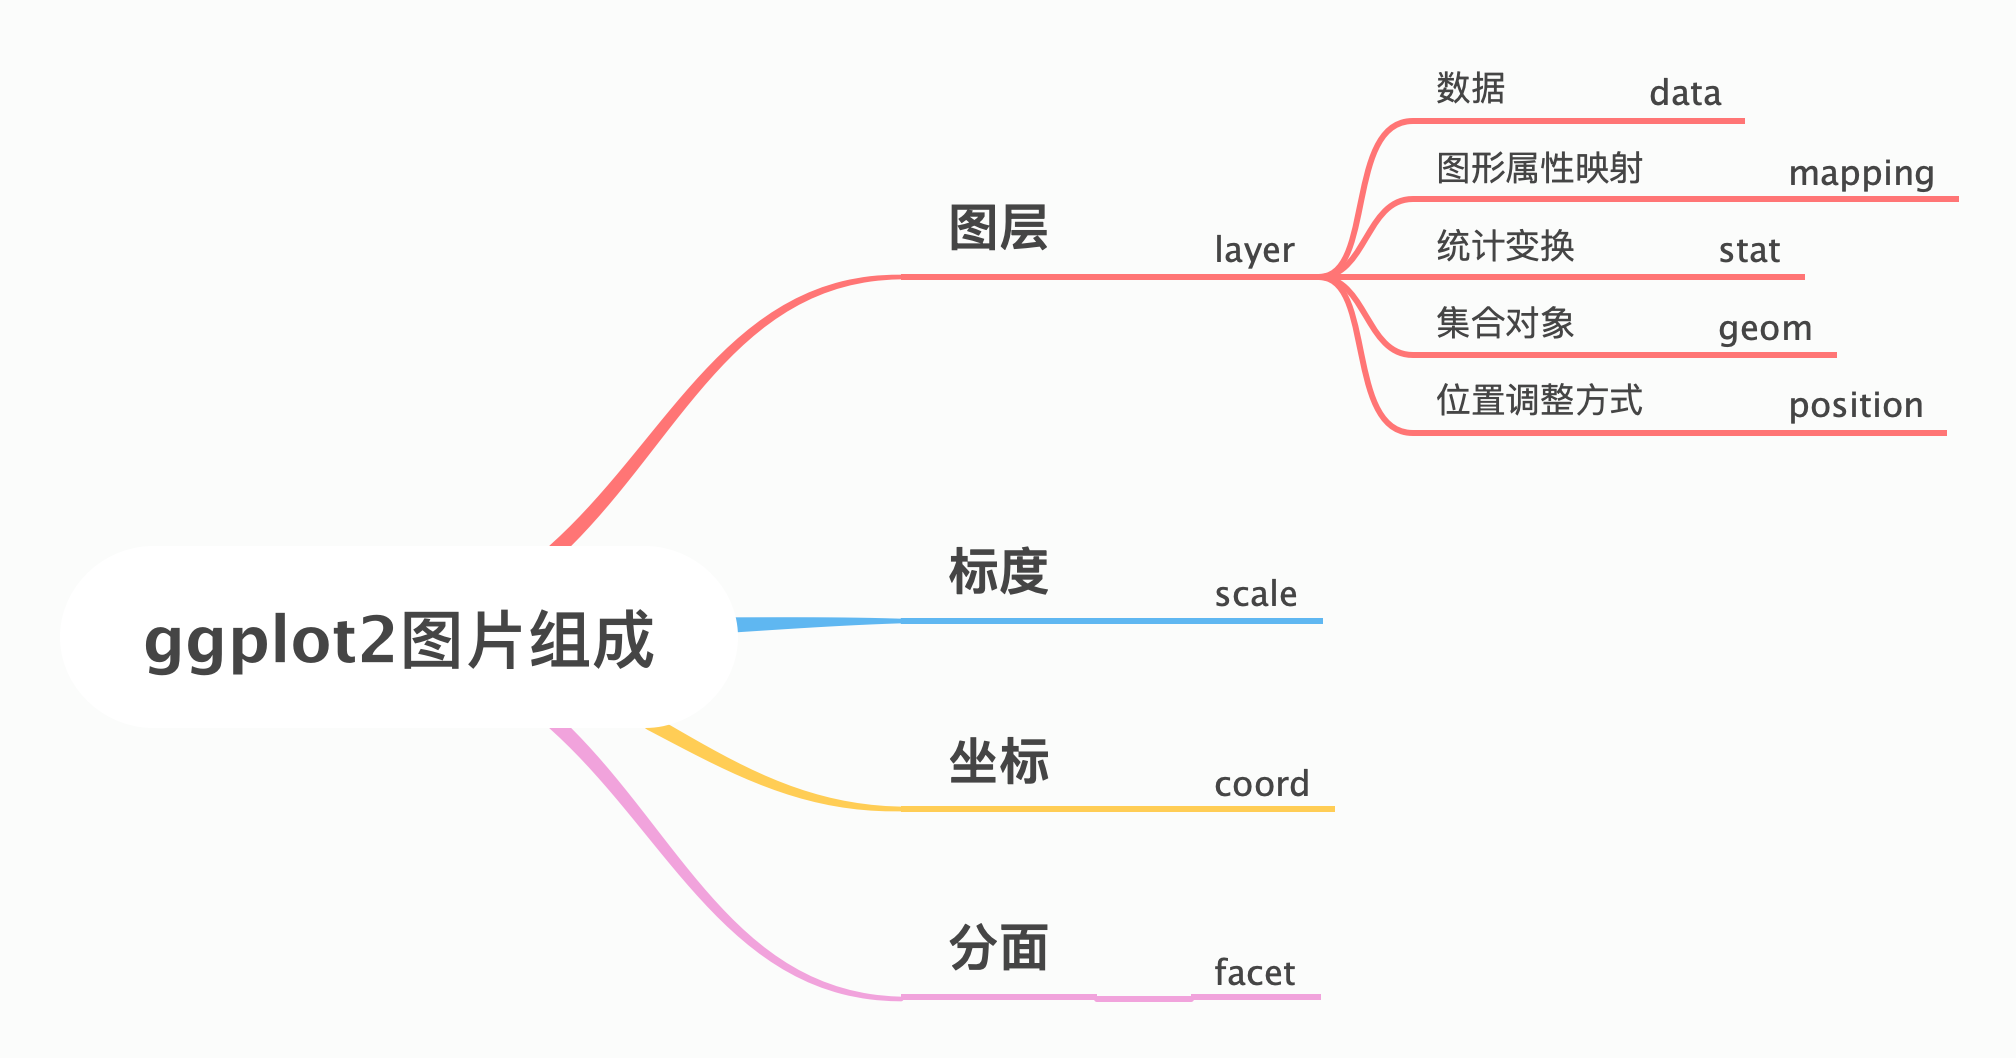 ggplot2图片组成
图层 layer
数据 data
图形属性映射 mapping
统计变换 stat
集合对象 geom
位置调整方式 position
标度 scale
坐标 coord
分面 facet